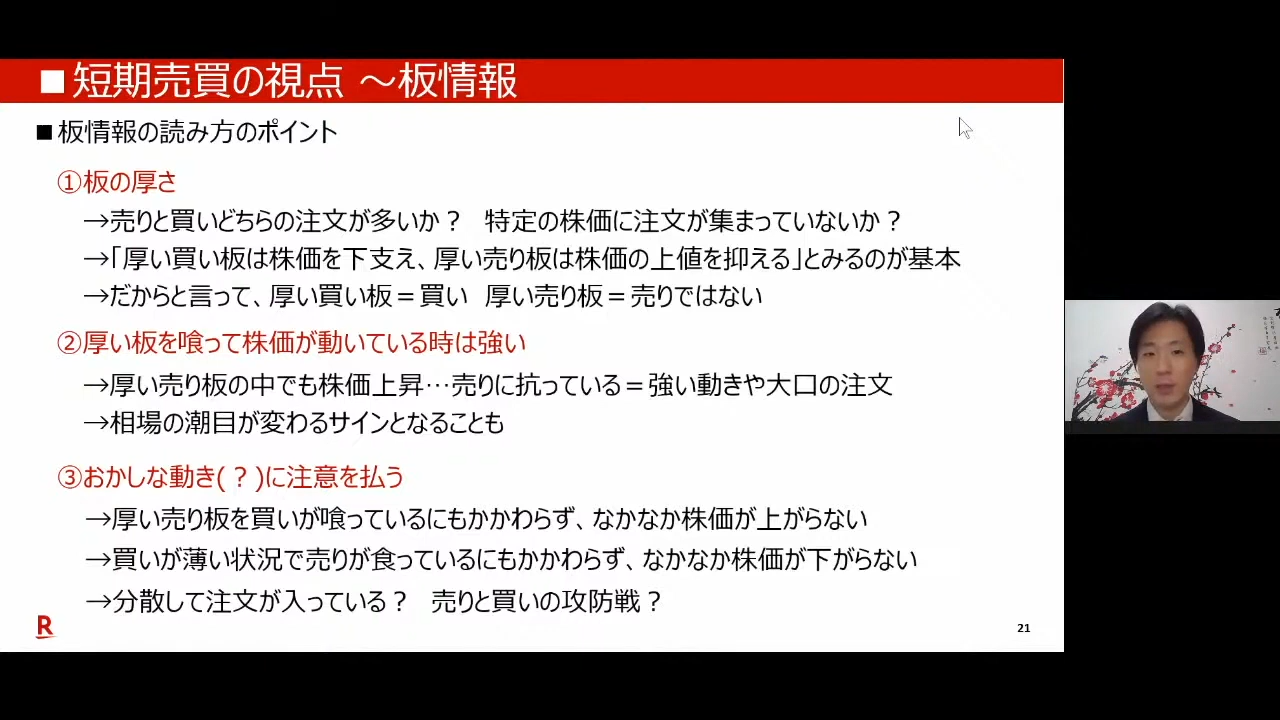 ■短期売買の視点 ～板情報
■板情報の読み方のポイント
①板の厚さ
→売りと買いどちらの注文が多いか？ 特定の株価に注文が集まっていないか？
→「厚い買い板は株価を下支え、厚い売り板は株価の上値を抑える」とみるのが基本
→だからと言って、厚い買い板＝買い 厚い売り板＝売りではない
②厚い板を喰って株価が動いている時は強い
→厚い売り板の中でも株価上昇…売りに抗っている＝強い動きや大口の注文
→相場の潮目が変わるサインとなることも
③おかしな動き(？)に注意を払う
→厚い売り板を買いが喰っているにもかかわらず、なかなか株価が上がらない
→買いが薄い状況で売りが食っているにもかかわらず、なかなか株価が下がらない
→分散して注文が入っている？ 売りと買いの攻防戦？
R
21